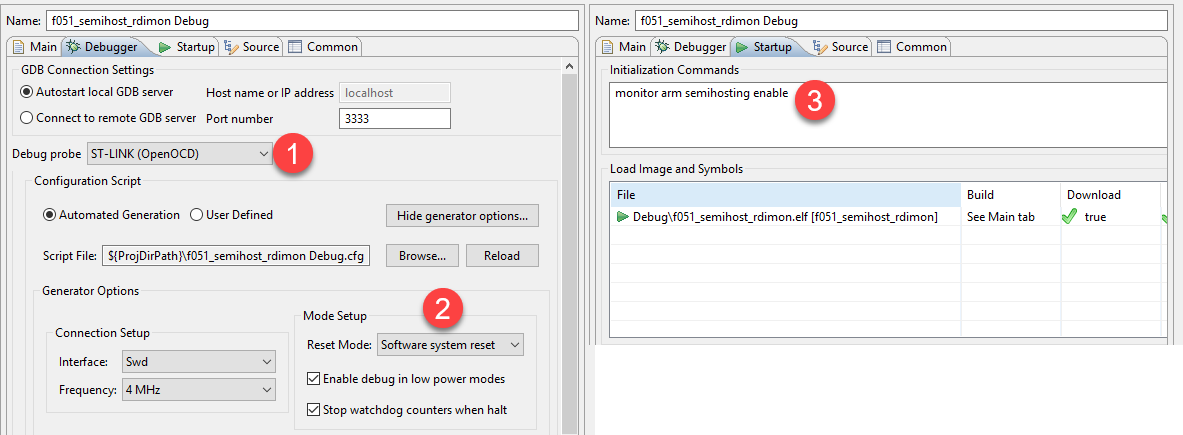 Name: f051_semihost_rdimon Debug
Main Debugger Startup Source Common
GDB Connection Settings
Autostart local GDB server Host name or IP address localhost
Connect to remote GDB server Port number 3333
Debug probe ST-LINK (OpenOCD) 1
Configuration Script
Automated Generation User Defined Hide generator options...
Script File: ${ProjDirPath}\f051_semihost_rdimon Debug.cfg Browse... Reload
Generator Options
2
Connection Setup
Interface: Swd
Frequency: 4 MHz
Mode Setup
Reset Mode: Software system reset
Enable debug in low power modes
Stop watchdog counters when halt
Name: f051_semihost_rdimon Debug
Main Debugger Startup Source Common
Initialization Commands
monitor arm semihosting enable 3
Load Image and Symbols
File Build Download
Debug\f051_semihost_rdimon.elf [f051_semihost_rdimon] See Main tab true